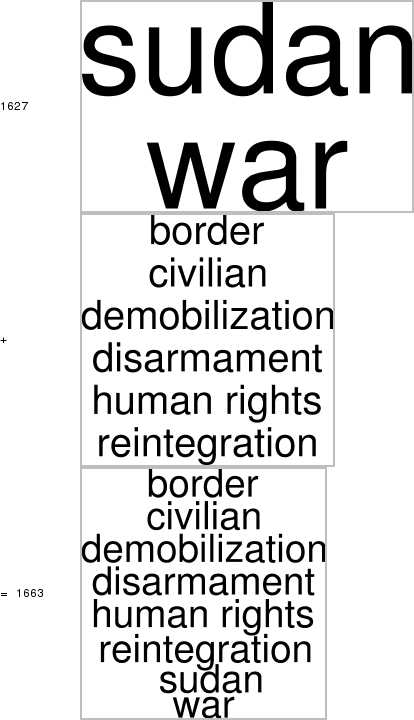 sudan
1627
war
border
civilian
demobilization
+
disarmament
human rights
reintegration
border
civilian
demobilization
disarmament
= 1663
human rights
reintegration
sudan
war